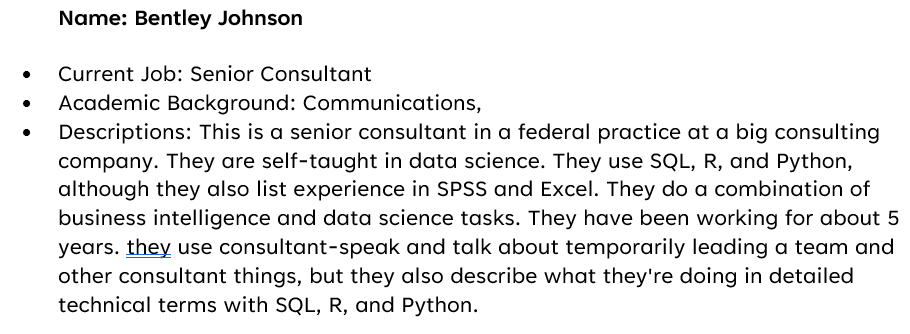 Name: Bentley Johnson
• Current Job: Senior Consultant
• Academic Background: Communications,
• Descriptions: This is a senior consultant in a federal practice at a big consulting
company. They are self-taught in data science. They use SQL, R, and Python,
although they also list experience in SPSS and Excel. They do a combination of
business intelligence and data science tasks. They have been working for about 5
years. they use consultant-speak and talk about temporarily leading a team and
other consultant things, but they also describe what they're doing in detailed
technical terms with SQL, R, and Python.